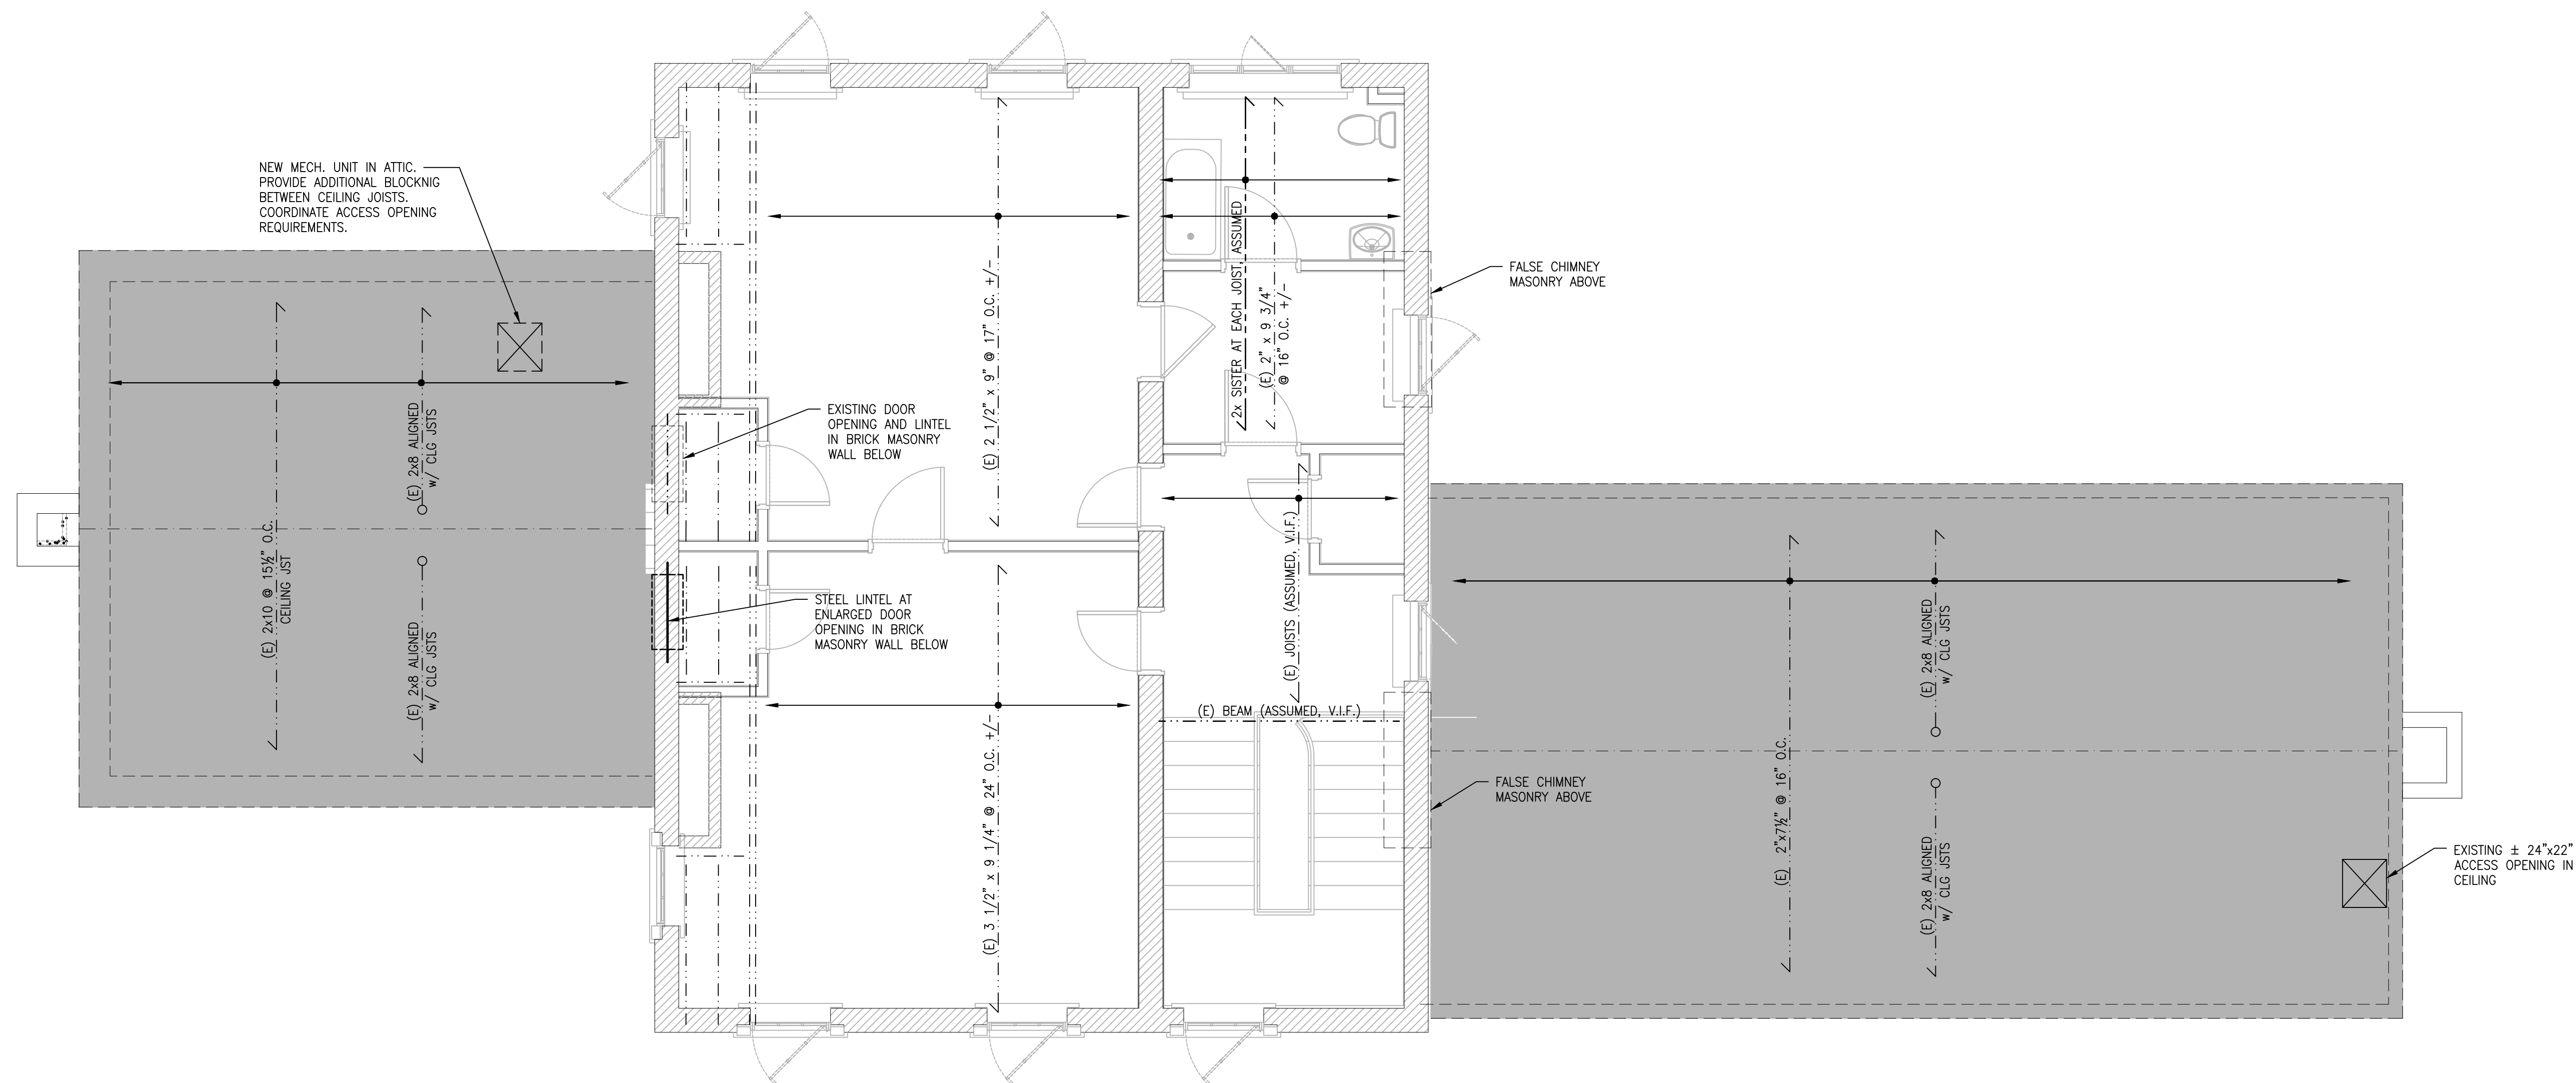 NEW MECH. UNIT IN ATTIC.
PROVIDE ADDITIONAL BLOCKNIG
BETWEEN CEILING JOISTS.
COORDINATE ACCESS OPENING
REQUIREMENTS.
(E) 2x10 @ 15½" O.C.
CEILING JST
(E) 2x8 ALIGNED
w/ CLG JSTS
(E) 2x8 ALIGNED
w/ CLG JSTS
EXISTING DOOR
OPENING AND LINTEL
IN BRICK MASONRY
WALL BELOW
STEEL LINTEL AT
ENLARGED DOOR
OPENING IN BRICK
MASONRY WALL BELOW
(E) 2 1/2" x 9" @ 17" O.C. +/-
(E) 3 1/2" x 9 1/4" @ 24" O.C. +/-
2x SISTER AT EACH JOIST, ASSUMED
(E) 2" x 9 3/4"
@ 16" O.C. +/-
(E) JOISTS (ASSUMED, V.I.F.)
(E) BEAM (ASSUMED, V.I.F.)
FALSE CHIMNEY
MASONRY ABOVE
FALSE CHIMNEY
MASONRY ABOVE
(E) 2"x7½" @ 16" O.C.
(E) 2x8 ALIGNED
w/ CLG JSTS
(E) 2x8 ALIGNED
w/ CLG JSTS
EXISTING ± 24"x22"
ACCESS OPENING IN
CEILING